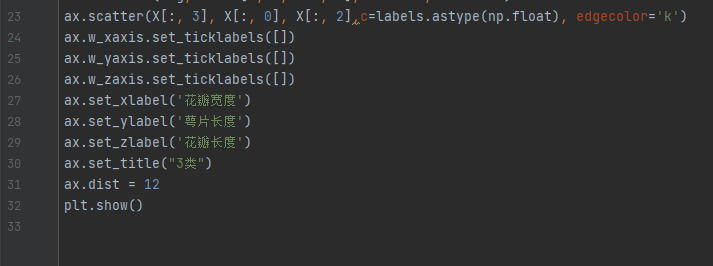 23 ax.scatter(X[:, 3], X[:, 0], X[:, 2],c=labels.astype(np.float), edgecolor='k')
24 ax.w_xaxis.set_ticklabels([])
25 ax.w_yaxis.set_ticklabels([])
26 ax.w_zaxis.set_ticklabels([])
27 ax.set_xlabel('花瓣宽度')
28 ax.set_ylabel('萼片长度')
29 ax.set_zlabel('花瓣长度')
30 ax.set_title("3类")
31 ax.dist = 12
32 plt.show()
33